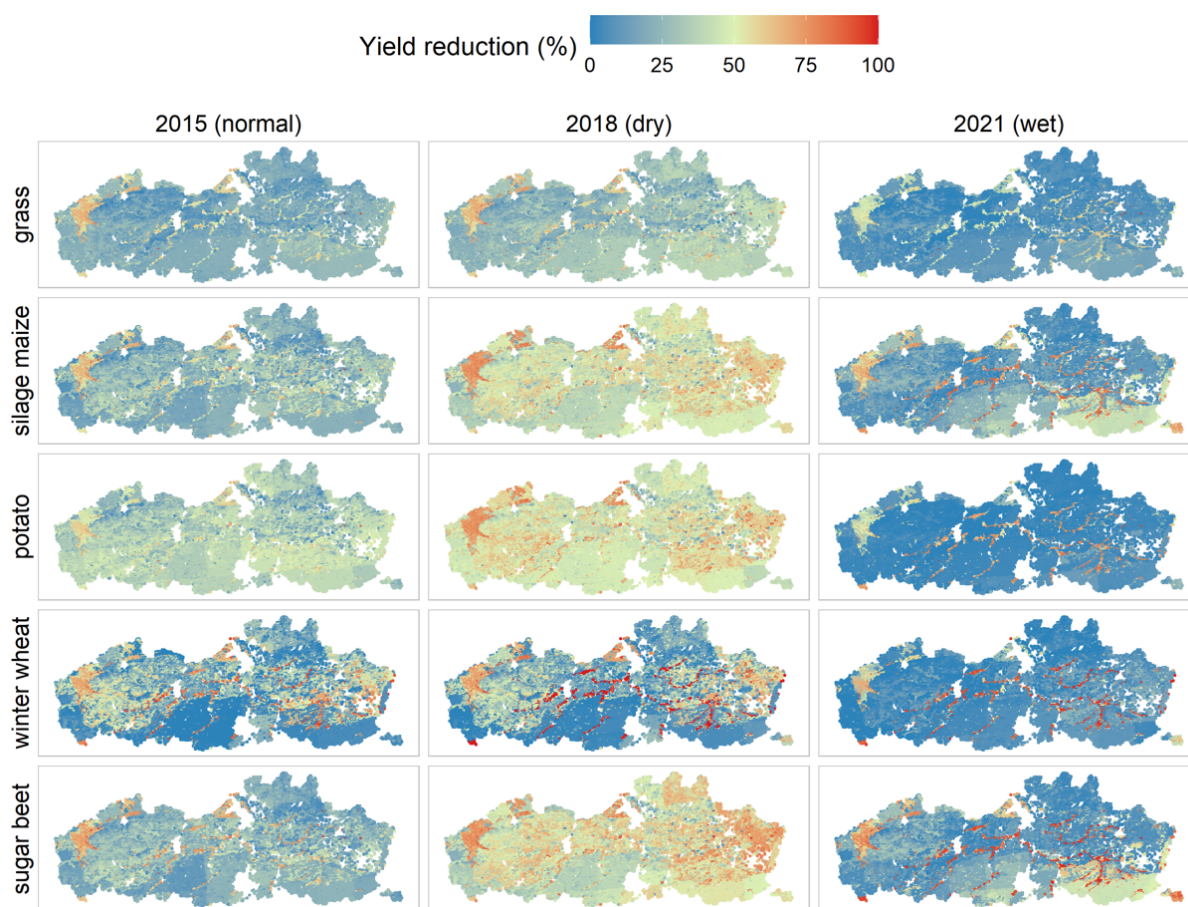 Yield reduction (%)
0 25 50 75 100
2015 (normal) 2018 (dry) 2021 (wet)
grass
silage maize
potato
winter wheat
sugar beet